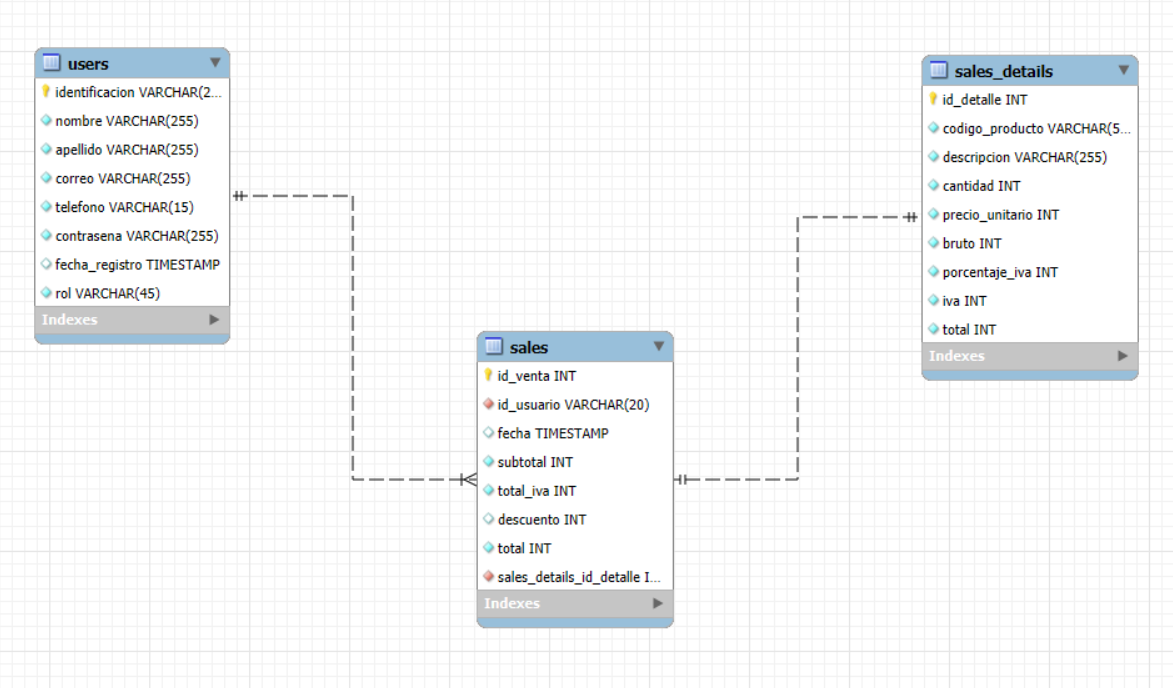 users
identificacion VARCHAR(2...
nombre VARCHAR(255)
apellido VARCHAR(255)
correo VARCHAR(255)
telefono VARCHAR(15)
contrasena VARCHAR(255)
fecha_registro TIMESTAMP
rol VARCHAR(45)
Indexes
sales
id_venta INT
id_usuario VARCHAR(20)
fecha TIMESTAMP
subtotal INT
total_iva INT
descuento INT
total INT
sales_details_id_detalle I...
Indexes
sales_details
id_detalle INT
codigo_producto VARCHAR(5...
descripcion VARCHAR(255)
cantidad INT
precio_unitario INT
bruto INT
porcentaje_iva INT
iva INT
total INT
Indexes